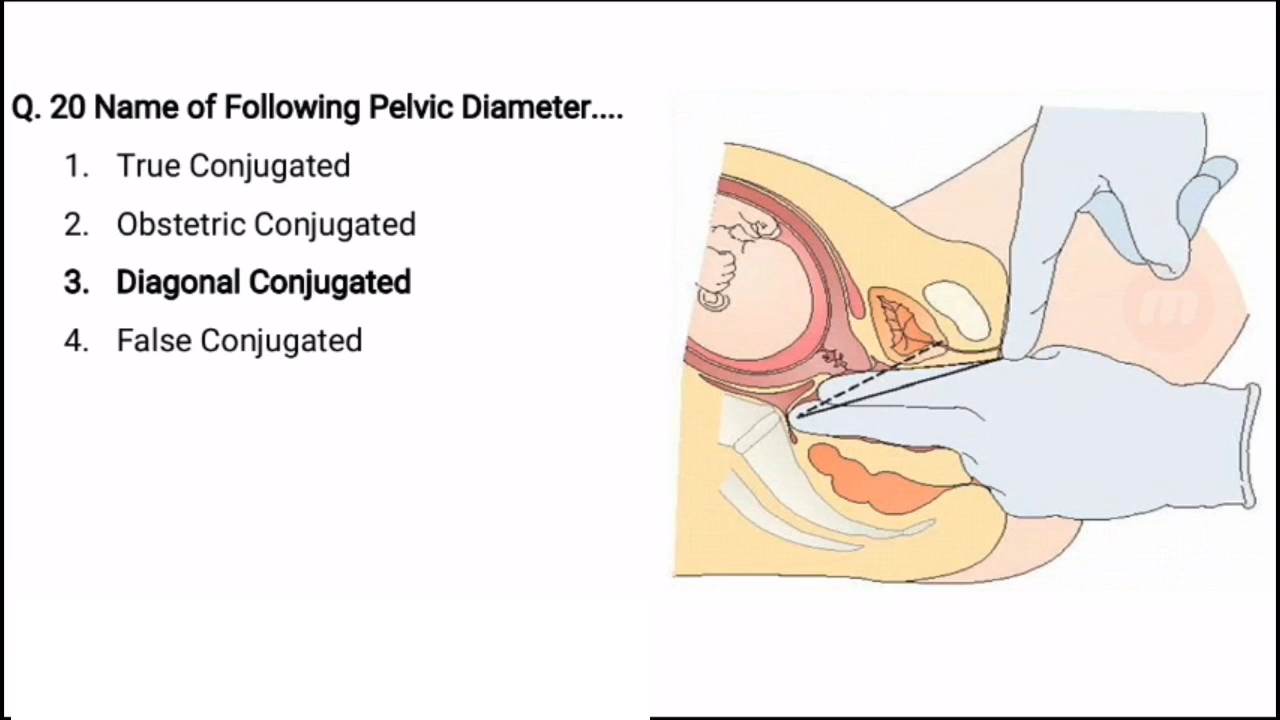 Q. 20 Name of Following Pelvic Diameter....
1. True Conjugated
2. Obstetric Conjugated
3. Diagonal Conjugated
4. False Conjugated